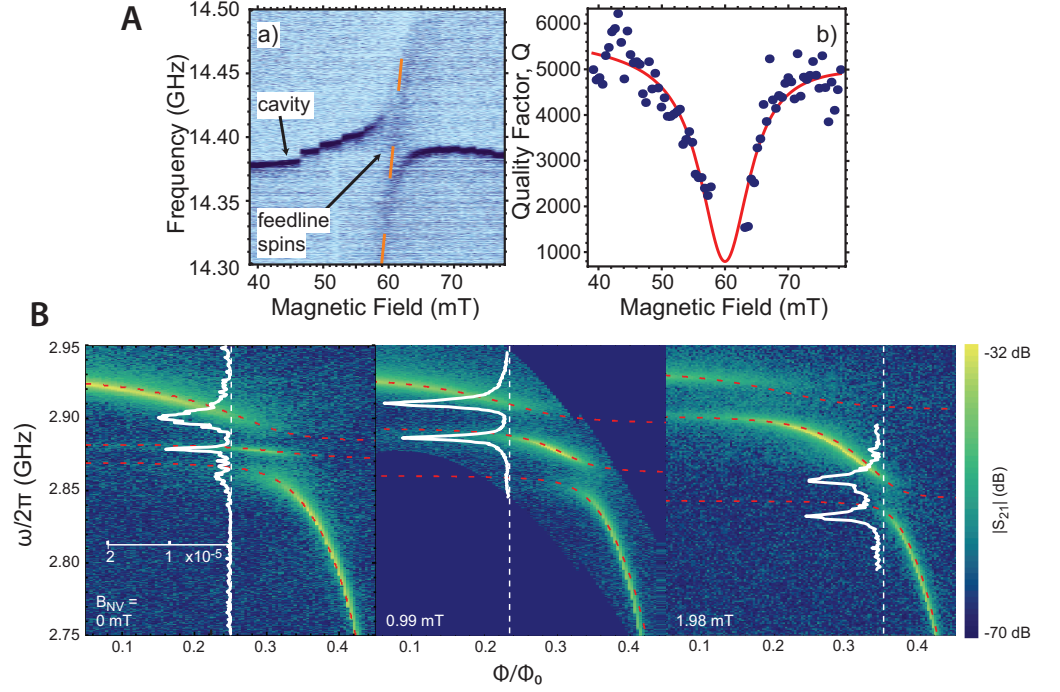 A
a)
14.50
14.45
14.40
14.35
14.30
Frequency (GHz)
cavity
feedline
spins
40 50 60 70
Magnetic Field (mT)
b)
6000
5000
4000
3000
2000
1000
Quality Factor, Q
40 50 60 70
Magnetic Field (mT)
B
2.95
2.90
2.85
2.80
2.75
ω/2π (GHz)
2 1 x10⁻⁵
B_NV =
0 mT
0.99 mT
1.98 mT
0.1 0.2 0.3 0.4
0.1 0.2 0.3 0.4
0.1 0.2 0.3 0.4
Φ/Φ₀
-32 dB
|S₂₁| (dB)
-70 dB